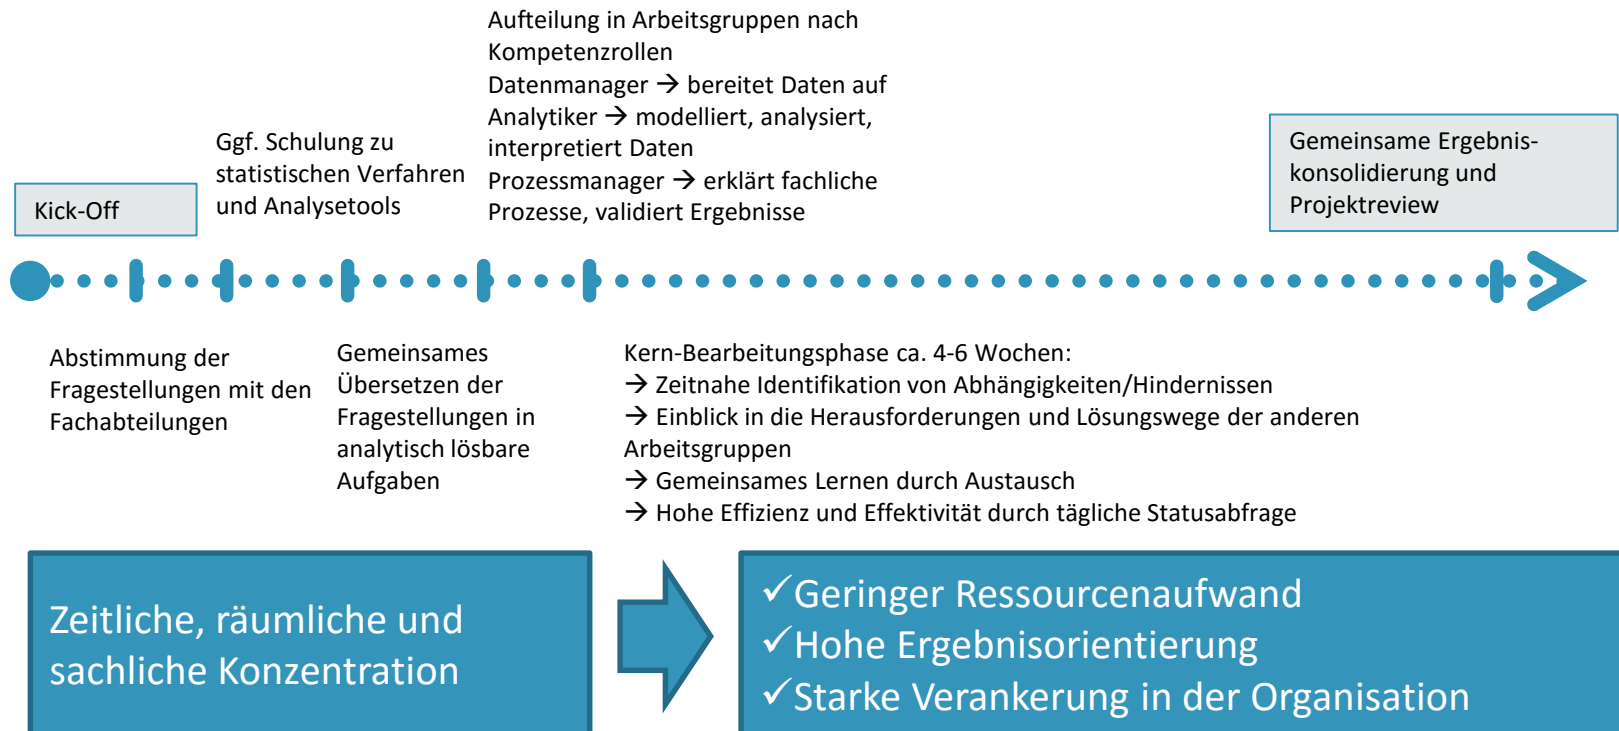 Aufteilung in Arbeitsgruppen nach
Kompetenzrollen
Datenmanager → bereitet Daten auf
Analytiker → modelliert, analysiert,
interpretiert Daten
Prozessmanager → erklärt fachliche
Prozesse, validiert Ergebnisse
Ggf. Schulung zu
statistischen Verfahren
und Analysetools
Kick-Off
Gemeinsame Ergebnis-
konsolidierung und
Projektreview
Abstimmung der
Fragestellungen mit den
Fachabteilungen
Gemeinsames
Übersetzen der
Fragestellungen in
analytisch lösbare
Aufgaben
Kern-Bearbeitungsphase ca. 4-6 Wochen:
→ Zeitnahe Identifikation von Abhängigkeiten/Hindernissen
→ Einblick in die Herausforderungen und Lösungswege der anderen
Arbeitsgruppen
→ Gemeinsames Lernen durch Austausch
→ Hohe Effizienz und Effektivität durch tägliche Statusabfrage
Zeitliche, räumliche und
sachliche Konzentration
✓Geringer Ressourcenaufwand
✓Hohe Ergebnisorientierung
✓Starke Verankerung in der Organisation